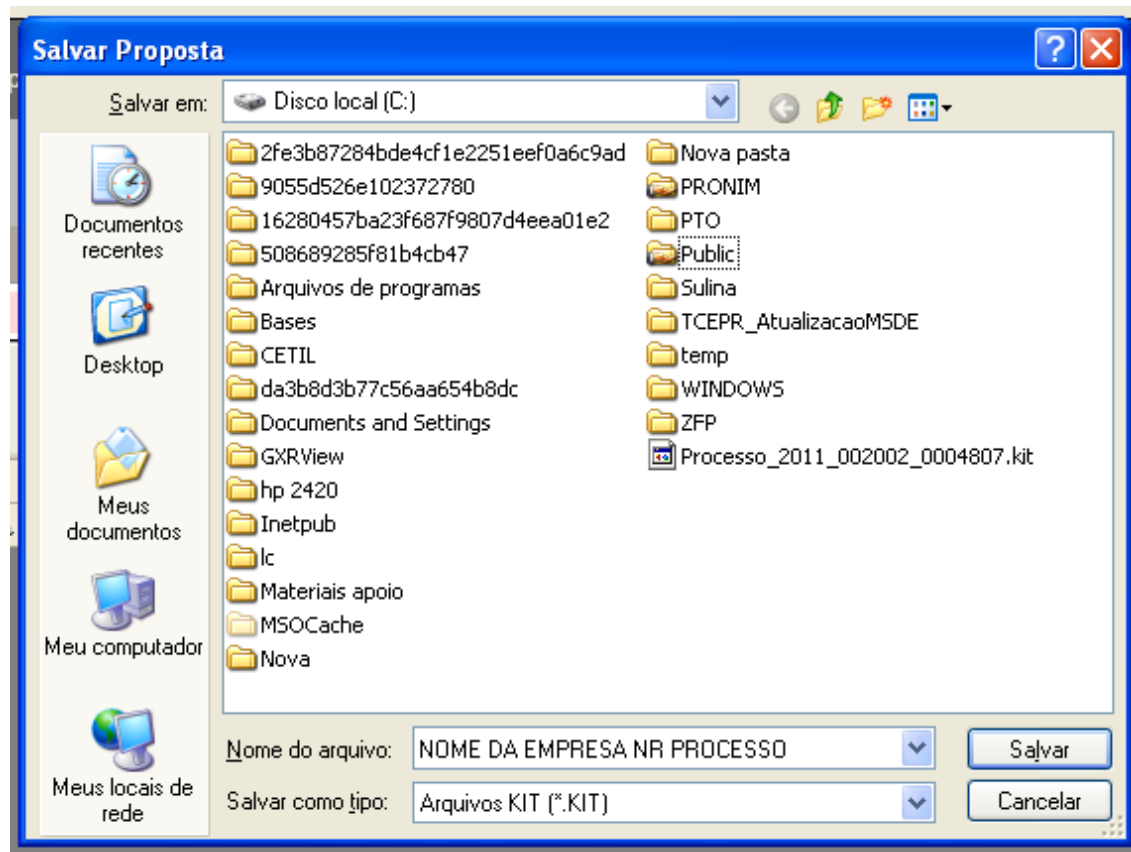 Salvar Proposta
Salvar em:
Disco local (C:)
Documentos
recentes
Desktop
Meus
documentos
Meu computador
Meus locais de
rede
2fe3b87284bde4cf1e2251eef0a6c9ad
9055d526e102372780
16280457ba23f687f9807d4eea01e2
508689285f81b4cb47
Arquivos de programas
Bases
CETIL
da3b8d3b77c56aa654b8dc
Documents and Settings
GXRView
hp 2420
Inetpub
lc
Materiais apoio
MSOCache
Nova
Nova pasta
PRONIM
PTO
Public
Sulina
TCEPR_AtualizacaoMSDE
temp
WINDOWS
ZFP
Processo_2011_002002_0004807.kit
Nome do arquivo:
NOME DA EMPRESA NR PROCESSO
Salvar
Salvar como tipo:
Arquivos KIT (*.KIT)
Cancelar